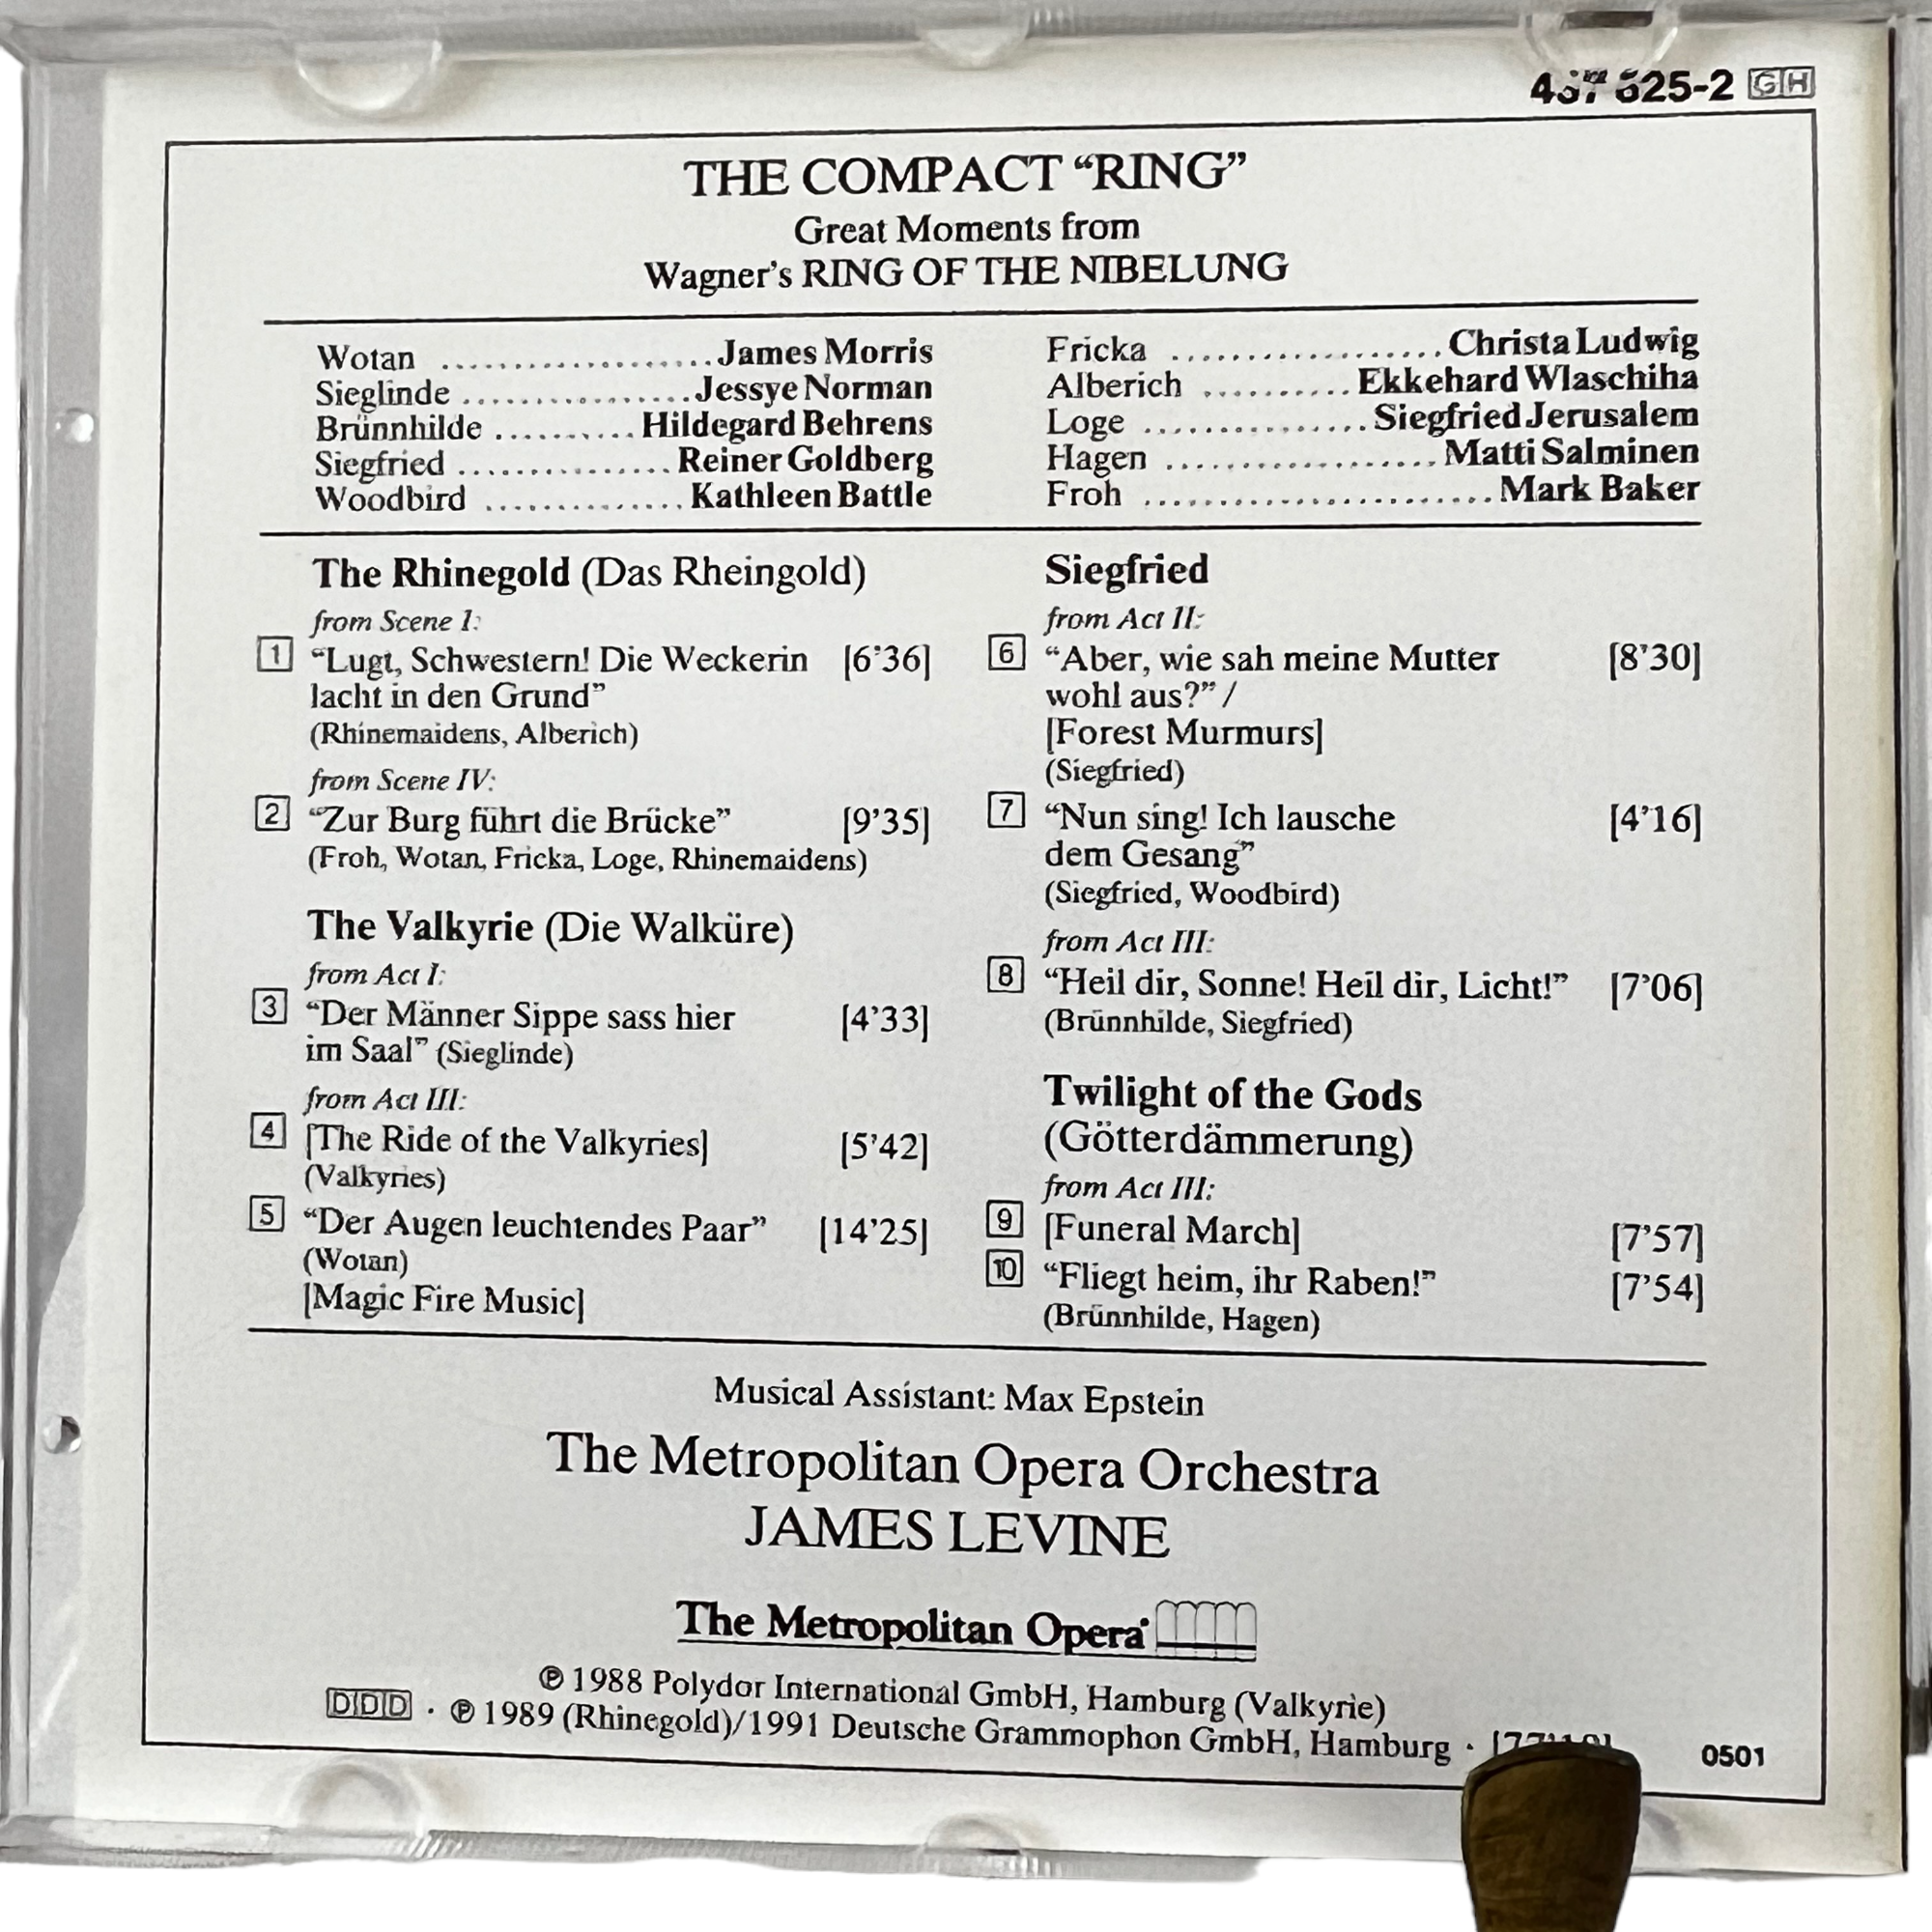 625-2 GH
THE COMPACT “RING”
Great Moments from
Wagner’s RING OF THE NIBELUNG
Wotan ................... James Morris
Sieglinde ................ Jessye Norman
Brünnhilde .......... Hildegard Behrens
Siegfried ............... Reiner Goldberg
Woodbird .............. Kathleen Battle
Fricka ................... Christa Ludwig
Alberich .......... Ekkehard Wlaschiha
Loge ................ Siegfried Jerusalem
Hagen ................... Matti Salminen
Froh ......................... Mark Baker
The Rhinegold (Das Rheingold)
from Scene I:
1 “Lugt, Schwestern! Die Weckerin [6’36]
lacht in den Grund”
(Rhinemaidens, Alberich)
from Scene IV:
2 “Zur Burg führt die Brücke” [9’35]
(Froh, Wotan, Fricka, Loge, Rhinemaidens)
The Valkyrie (Die Walküre)
from Act I:
3 “Der Männer Sippe sass hier [4’33]
im Saal” (Sieglinde)
from Act III:
4 [The Ride of the Valkyries] [5’42]
(Valkyries)
5 “Der Augen leuchtendes Paar” [14’25]
(Wotan)
[Magic Fire Music]
Siegfried
from Act II:
6 “Aber, wie sah meine Mutter [8’30]
wohl aus?” /
[Forest Murmurs]
(Siegfried)
7 “Nun sing! Ich lausche [4’16]
dem Gesang”
(Siegfried, Woodbird)
from Act III:
8 “Heil dir, Sonne! Heil dir, Licht!” [7’06]
(Brünnhilde, Siegfried)
Twilight of the Gods
(Götterdämmerung)
from Act III:
9 [Funeral March] [7’57]
10 “Fliegt heim, ihr Raben!” [7’54]
(Brünnhilde, Hagen)
Musical Assistant: Max Epstein
The Metropolitan Opera Orchestra
JAMES LEVINE
The Metropolitan Opera
℗ 1988 Polydor International GmbH, Hamburg (Valkyrie)
DDD · ℗ 1989 (Rhinegold)/1991 Deutsche Grammophon GmbH, Hamburg ·
0501